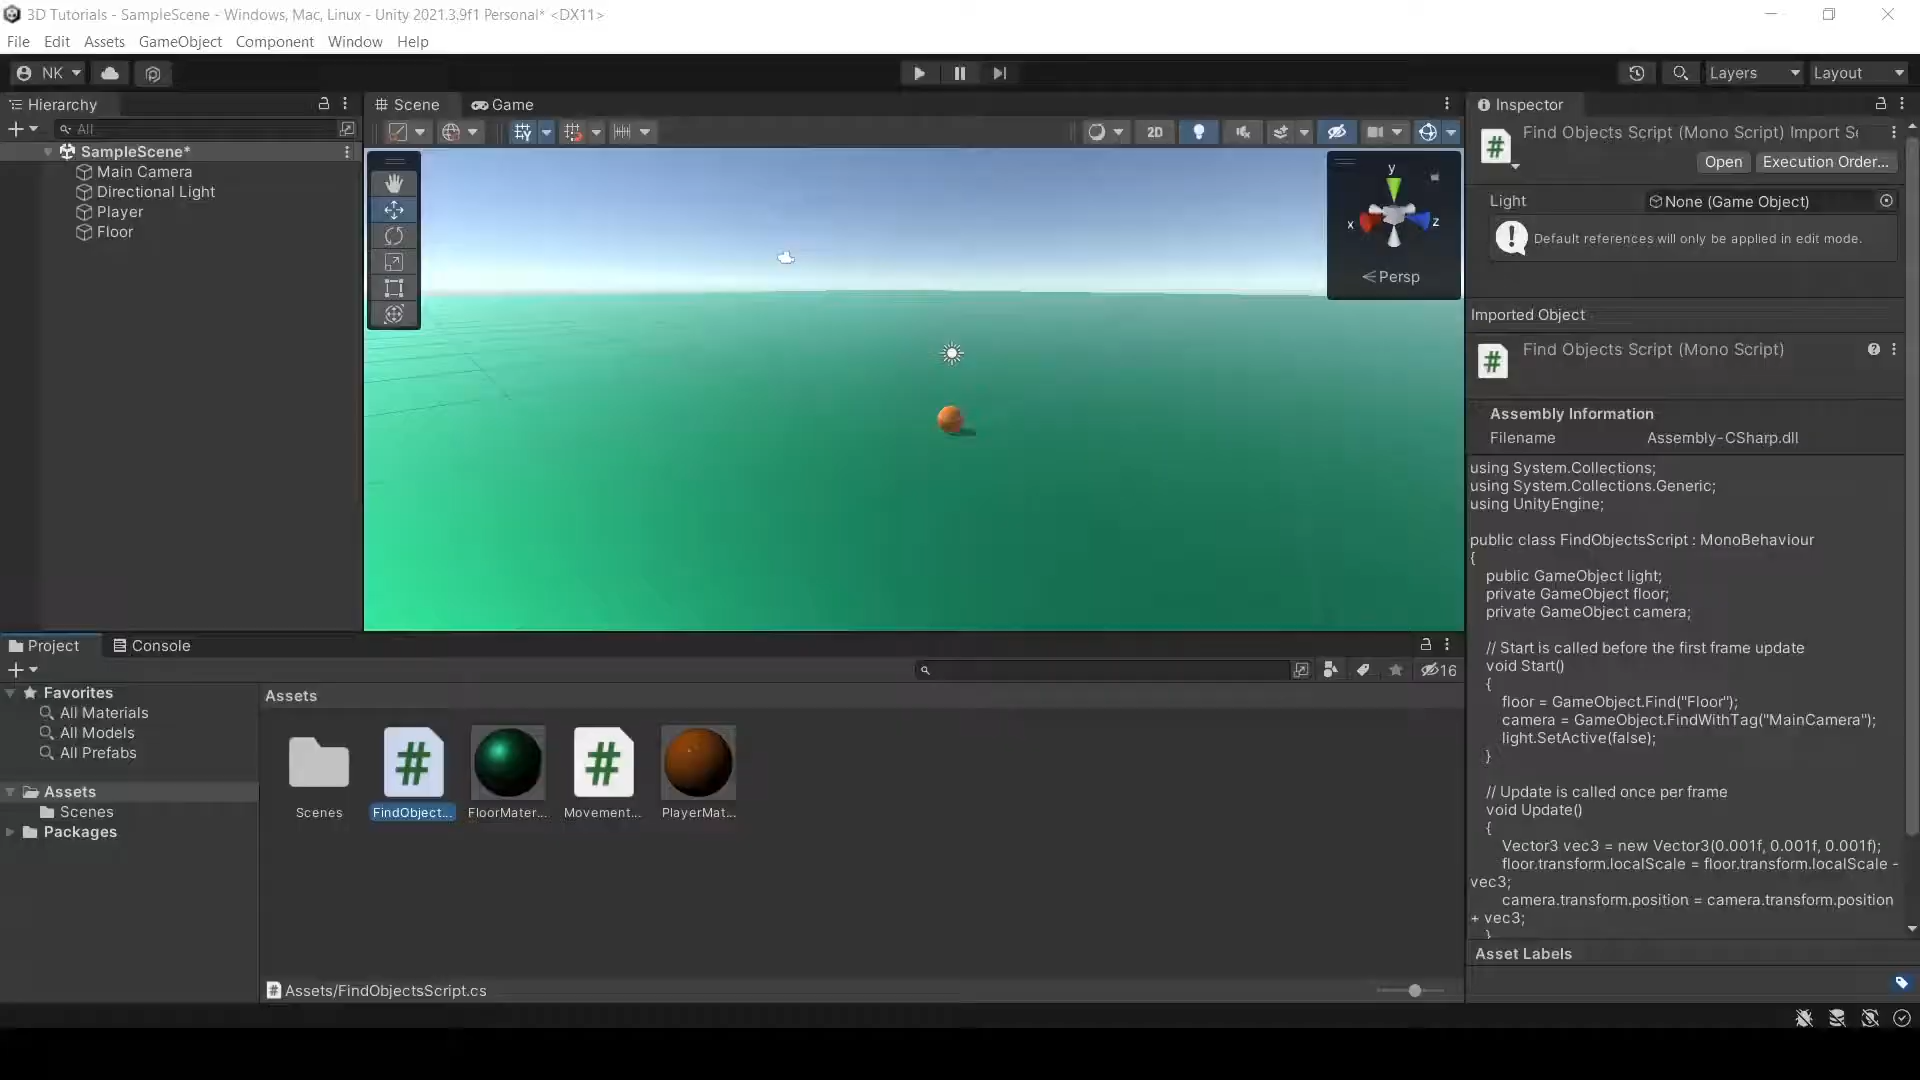 3D Tutorials - SampleScene - Windows, Mac, Linux - Unity 2021.3.9f1 Personal* <DX11>
File Edit Assets GameObject Component Window Help
NK
Layers
Layout
Hierarchy
Scene
Game
Inspector
All
2D
SampleScene*
Main Camera
Directional Light
Player
Floor
y
x
z
Persp
Find Objects Script (Mono Script) Import Sc
Open
Execution Order...
Light
None (Game Object)
Default references will only be applied in edit mode.
Imported Object
Find Objects Script (Mono Script)
Assembly Information
Filename Assembly-CSharp.dll
using System.Collections;
using System.Collections.Generic;
using UnityEngine;
public class FindObjectsScript : MonoBehaviour
{
public GameObject light;
private GameObject floor;
private GameObject camera;
// Start is called before the first frame update
void Start()
{
floor = GameObject.Find("Floor");
camera = GameObject.FindWithTag("MainCamera");
light.SetActive(false);
}
// Update is called once per frame
void Update()
{
Vector3 vec3 = new Vector3(0.001f, 0.001f, 0.001f);
floor.transform.localScale = floor.transform.localScale -
vec3;
camera.transform.position = camera.transform.position
+ vec3;
}
Asset Labels
Project
Console
16
Favorites
All Materials
All Models
All Prefabs
Assets
Scenes
Packages
Assets
Scenes
FindObject...
FloorMater...
Movement...
PlayerMat...
Assets/FindObjectsScript.cs